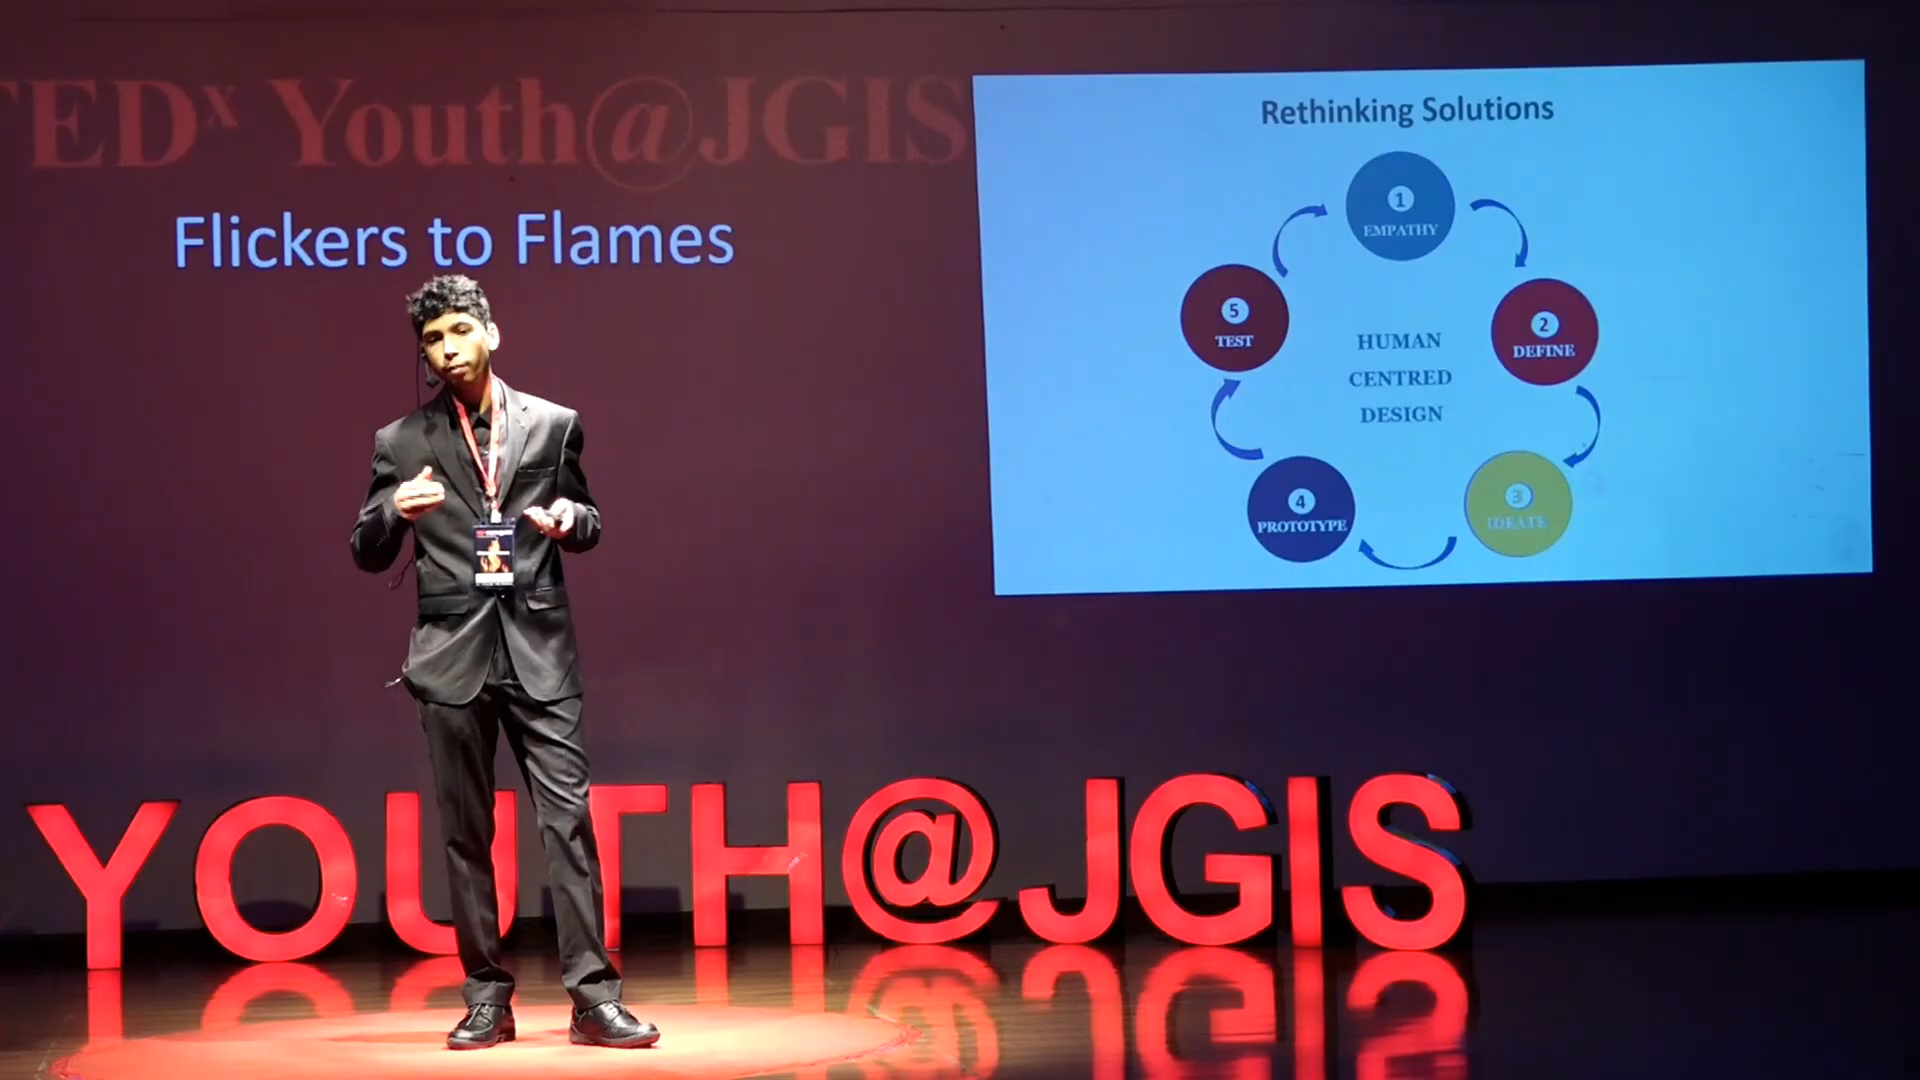 TEDx Youth@JGIS
Flickers to Flames
Rethinking Solutions
1
EMPATHY
2
DEFINE
3
IDEATE
4
PROTOTYPE
5
TEST
HUMAN
CENTRED
DESIGN
YOUTH@JGIS